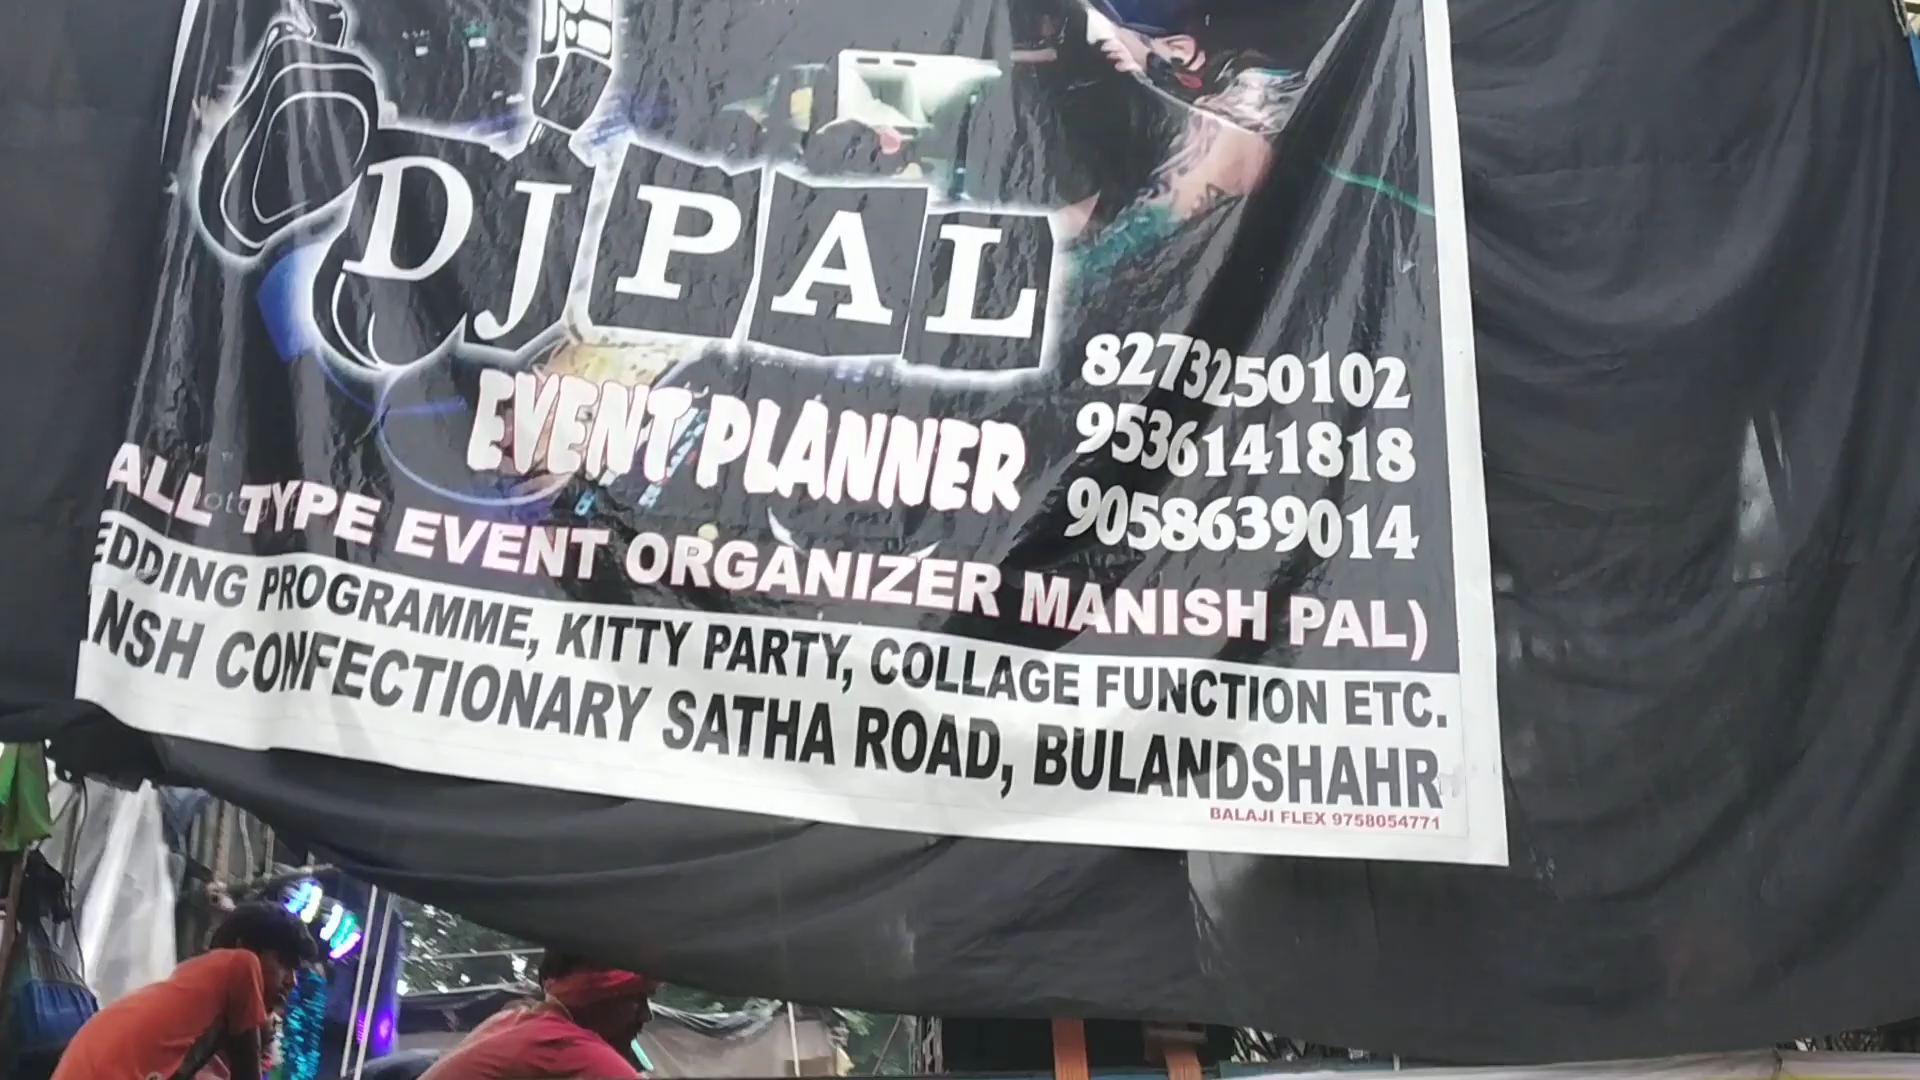 DJ PAL
EVENT PLANNER
8273250102
9536141818
9058639014
ALL TYPE EVENT ORGANIZER MANISH PAL)
EDDING PROGRAMME, KITTY PARTY, COLLAGE FUNCTION ETC.
NSH CONFECTIONARY SATHA ROAD, BULANDSHAHR
BALAJI FLEX 9758054771